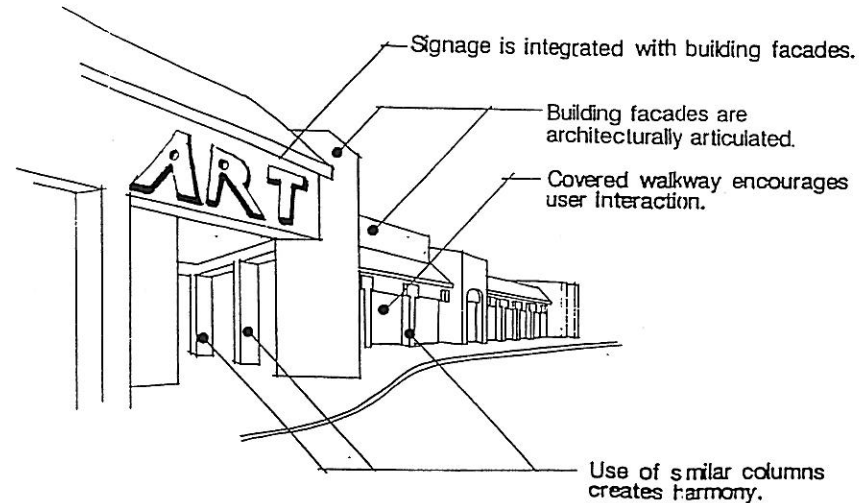 Signage is integrated with building facades.
Building facades are
architecturally articulated.
Covered walkway encourages
user interaction.
ART
Use of similar columns
creates harmony.